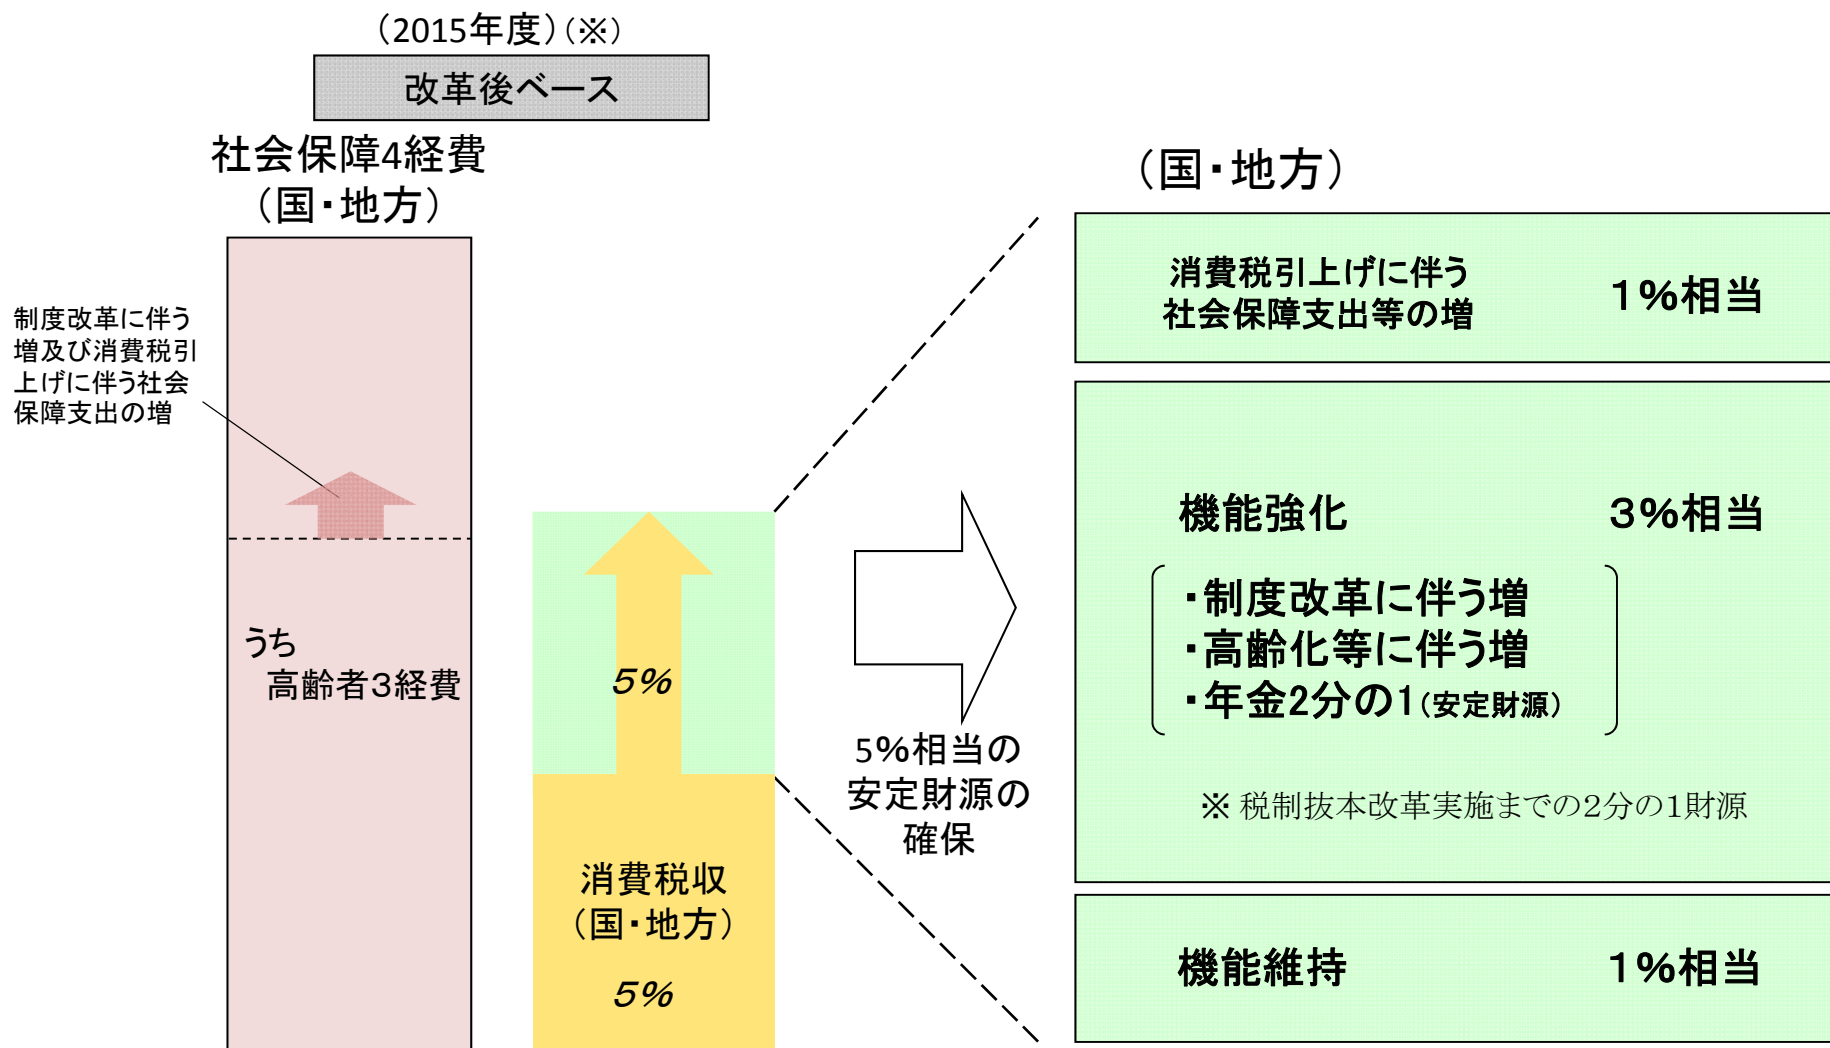 （2015年度）（※）
改革後ベース
社会保障4経費
（国・地方）
制度改革に伴う
増及び消費税引
上げに伴う社会
保障支出の増
うち
高齢者３経費
5%
消費税収
（国・地方）
5%
5%相当の
安定財源の
確保
（国・地方）
消費税引上げに伴う
社会保障支出等の増
１%相当
機能強化
３%相当
・制度改革に伴う増
・高齢化等に伴う増
・年金2分の1（安定財源）
※ 税制抜本改革実施までの2分の1財源
機能維持
１%相当